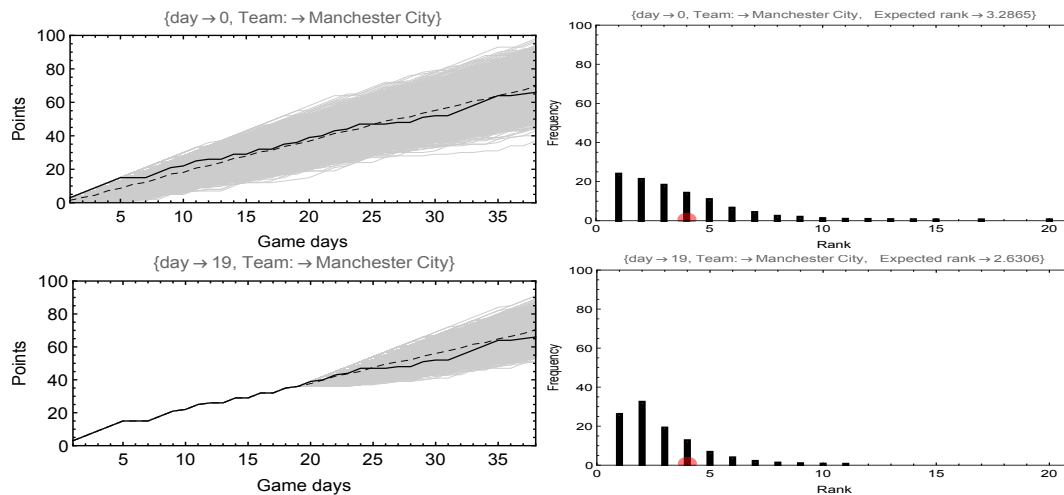 {day → 0, Team: → Manchester City}
Points
100
80
60
40
20
0
5 10 15 20 25 30 35
Game days
{day → 0, Team: → Manchester City, Expected rank → 3.2865}
Frequency
100
80
60
40
20
0
0 5 10 15 20
Rank
{day → 19, Team: → Manchester City}
Points
100
80
60
40
20
0
5 10 15 20 25 30 35
Game days
{day → 19, Team: → Manchester City, Expected rank → 2.6306}
Frequency
100
80
60
40
20
0
0 5 10 15 20
Rank